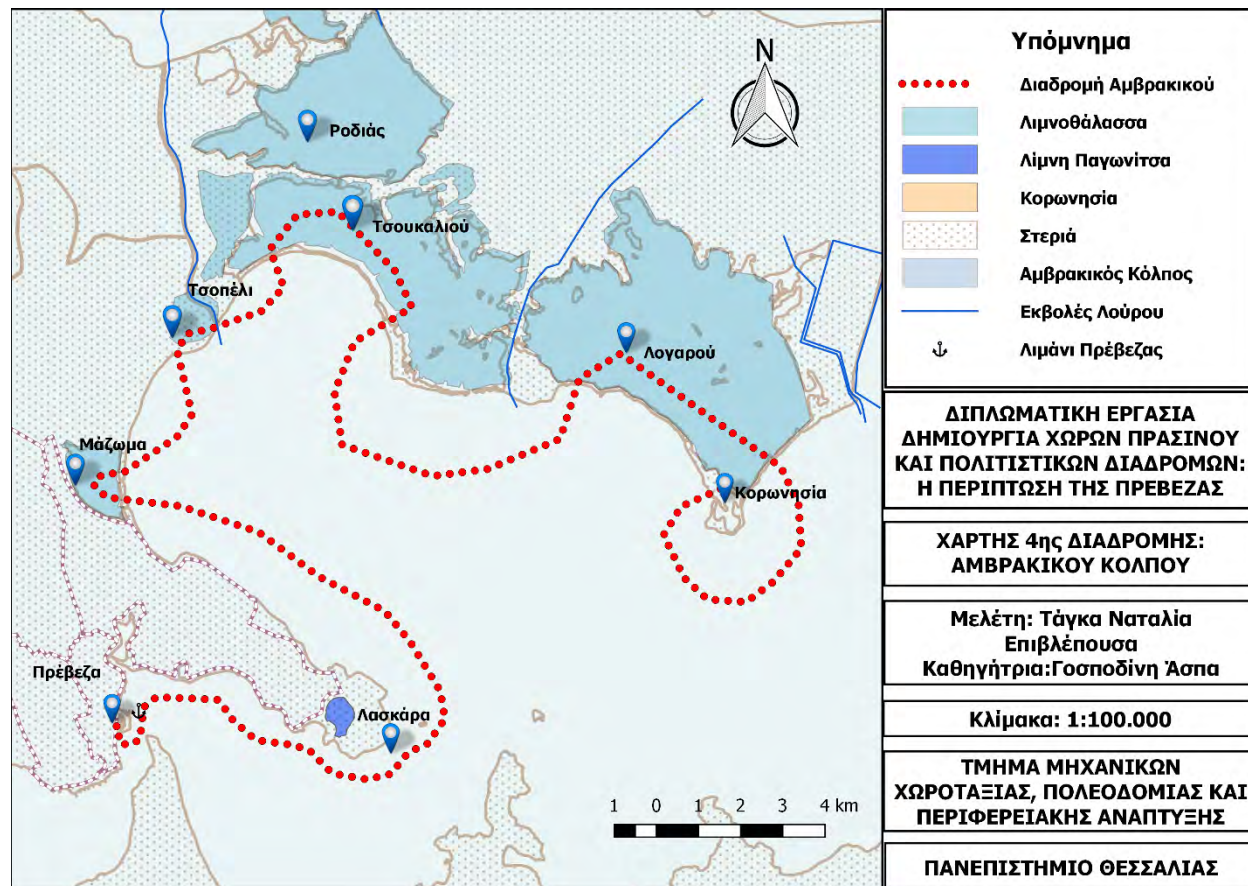 N
Ροδιάς
Τσουκαλιού
Τσοπέλι
Λογαρού
Μάζωμα
Κορωνησία
Πρέβεζα
Λασκάρα
1 0 1 2 3 4 km
Υπόμνημα
Διαδρομή Αμβρακικού
Λιμνοθάλασσα
Λίμνη Παγωνίτσα
Κορωνησία
Στεριά
Αμβρακικός Κόλπος
Εκβολές Λούρου
Λιμάνι Πρέβεζας
ΔΙΠΛΩΜΑΤΙΚΗ ΕΡΓΑΣΙΑ
ΔΗΜΙΟΥΡΓΙΑ ΧΩΡΩΝ ΠΡΑΣΙΝΟΥ
ΚΑΙ ΠΟΛΙΤΙΣΤΙΚΩΝ ΔΙΑΔΡΟΜΩΝ:
Η ΠΕΡΙΠΤΩΣΗ ΤΗΣ ΠΡΕΒΕΖΑΣ
ΧΑΡΤΗΣ 4ης ΔΙΑΔΡΟΜΗΣ:
ΑΜΒΡΑΚΙΚΟΥ ΚΟΛΠΟΥ
Μελέτη: Τάγκα Ναταλία
Επιβλέπουσα
Καθηγήτρια:Γοσποδίνη Άσπα
Κλίμακα: 1:100.000
ΤΜΗΜΑ ΜΗΧΑΝΙΚΩΝ
ΧΩΡΟΤΑΞΙΑΣ, ΠΟΛΕΟΔΟΜΙΑΣ ΚΑΙ
ΠΕΡΙΦΕΡΕΙΑΚΗΣ ΑΝΑΠΤΥΞΗΣ
ΠΑΝΕΠΙΣΤΗΜΙΟ ΘΕΣΣΑΛΙΑΣ